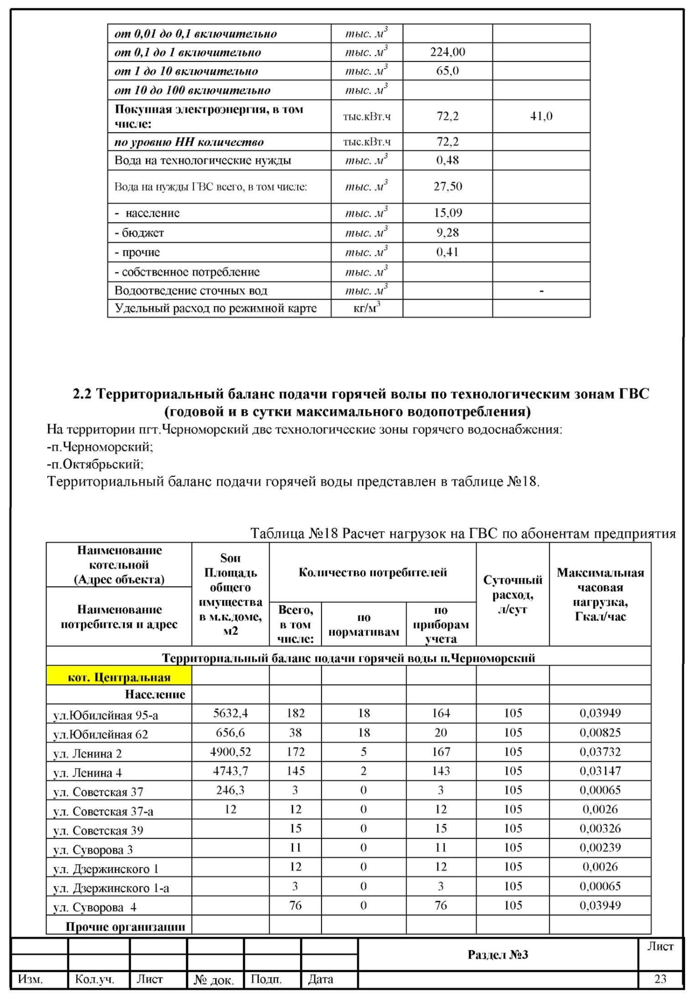 от 0,01 до 0,1 включительно тыс. м3
от 0,1 до 1 включительно тыс. м3 224,00
от 1 до 10 включительно тыс. м3 65,0
от 10 до 100 включительно тыс. м3
Покупная электроэнергия, в том
числе: тыс.кВт.ч 72,2 41,0
по уровню НН количество тыс.кВт.ч 72,2
Вода на технологические нужды тыс. м3 0,48
Вода на нужды ГВС всего, в том числе: тыс. м3 27,50
- население тыс. м3 15,09
- бюджет тыс. м3 9,28
- прочие тыс. м3 0,41
- собственное потребление тыс. м3
Водоотведение сточных вод тыс. м3 -
Удельный расход по режимной карте кг/м3
2.2 Территориальный баланс подачи горячей волы по технологическим зонам ГВС
(годовой и в сутки максимального водопотребления)
На территории пгт.Черноморский две технологические зоны горячего водоснабжения:
-п.Черноморский;
-п.Октябрьский;
Территориальный баланс подачи горячей воды представлен в таблице №18.
Таблица №18 Расчет нагрузок на ГВС по абонентам предприятия
Наименование
котельной
(Адрес объекта)
Наименование
потребителя и адрес
Sои
Площадь
общего
имущества
в м.к.доме,
м2
Количество потребителей
Всего,
в том
числе:
по
нормативам
по
приборам
учета
Суточный
расход,
л/сут
Максимальная
часовая
нагрузка,
Гкал/час
Территориальный баланс подачи горячей воды п.Черноморский
кот. Центральная
Население
ул.Юбилейная 95-а 5632,4 182 18 164 105 0,03949
ул.Юбилейная 62 656,6 38 18 20 105 0,00825
ул. Ленина 2 4900,52 172 5 167 105 0,03732
ул. Ленина 4 4743,7 145 2 143 105 0,03147
ул. Советская 37 246,3 3 0 3 105 0,00065
ул. Советская 37-а 12 12 0 12 105 0,0026
ул. Советская 39 15 0 15 105 0,00326
ул. Суворова 3 11 0 11 105 0,00239
ул. Дзержинского 1 12 0 12 105 0,0026
ул. Дзержинского 1-а 3 0 3 105 0,00065
ул. Суворова 4 76 0 76 105 0,03949
Прочие организации
Раздел №3 Лист
Изм. Кол.уч. Лист № док. Подп. Дата 23